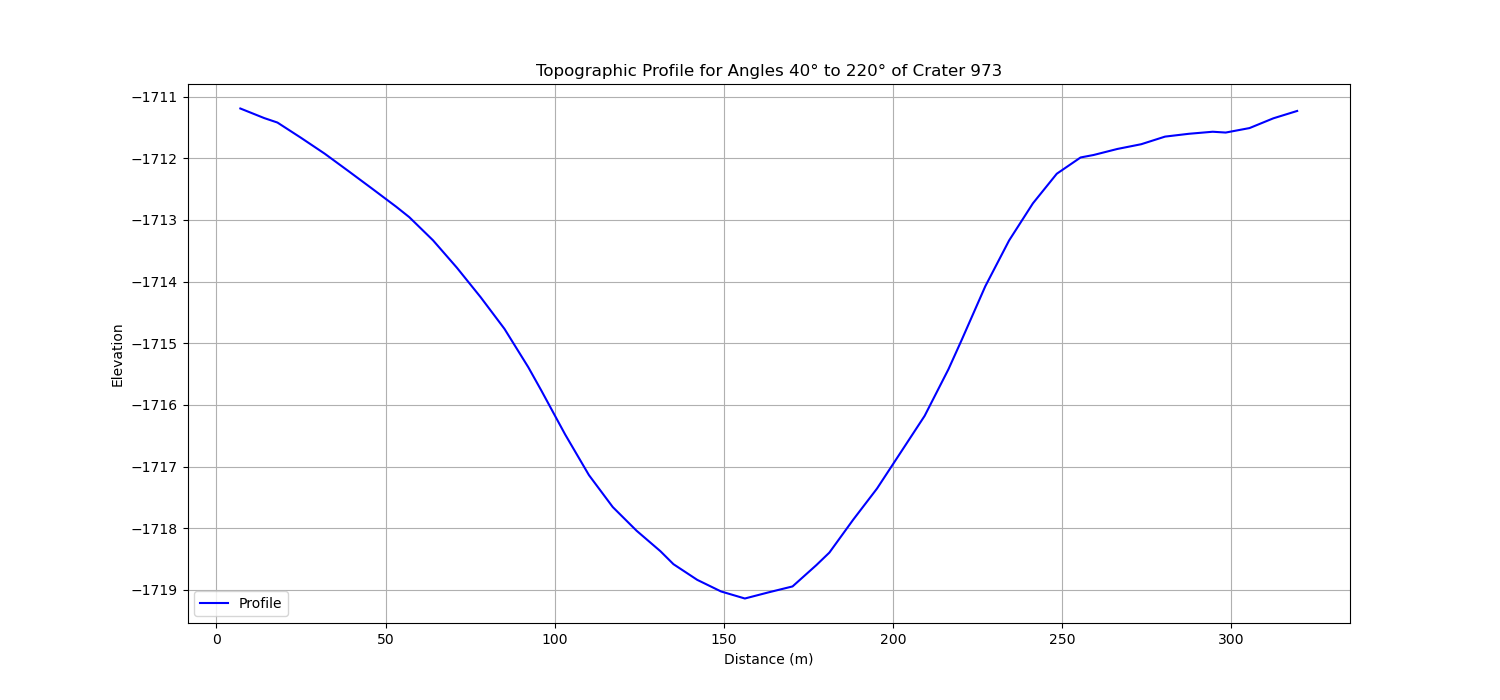 Topographic Profile for Angles 40° to 220° of Crater 973
−1711
−1712
−1713
−1714
−1715
−1716
−1717
−1718
−1719
Elevation
Profile
0 50 100 150 200 250 300
Distance (m)